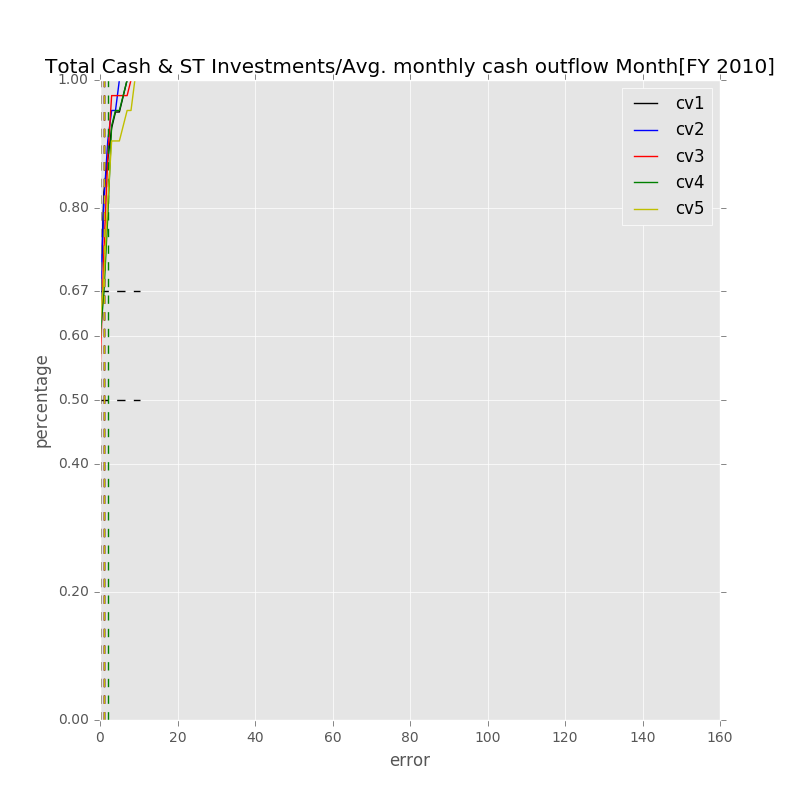 Total Cash & ST Investments/Avg. monthly cash outflow Month[FY 2010]
1.00
0.80
0.67
0.60
0.50
0.40
0.20
0.00
percentage
cv1
cv2
cv3
cv4
cv5
0 20 40 60 80 100 120 140 160
error